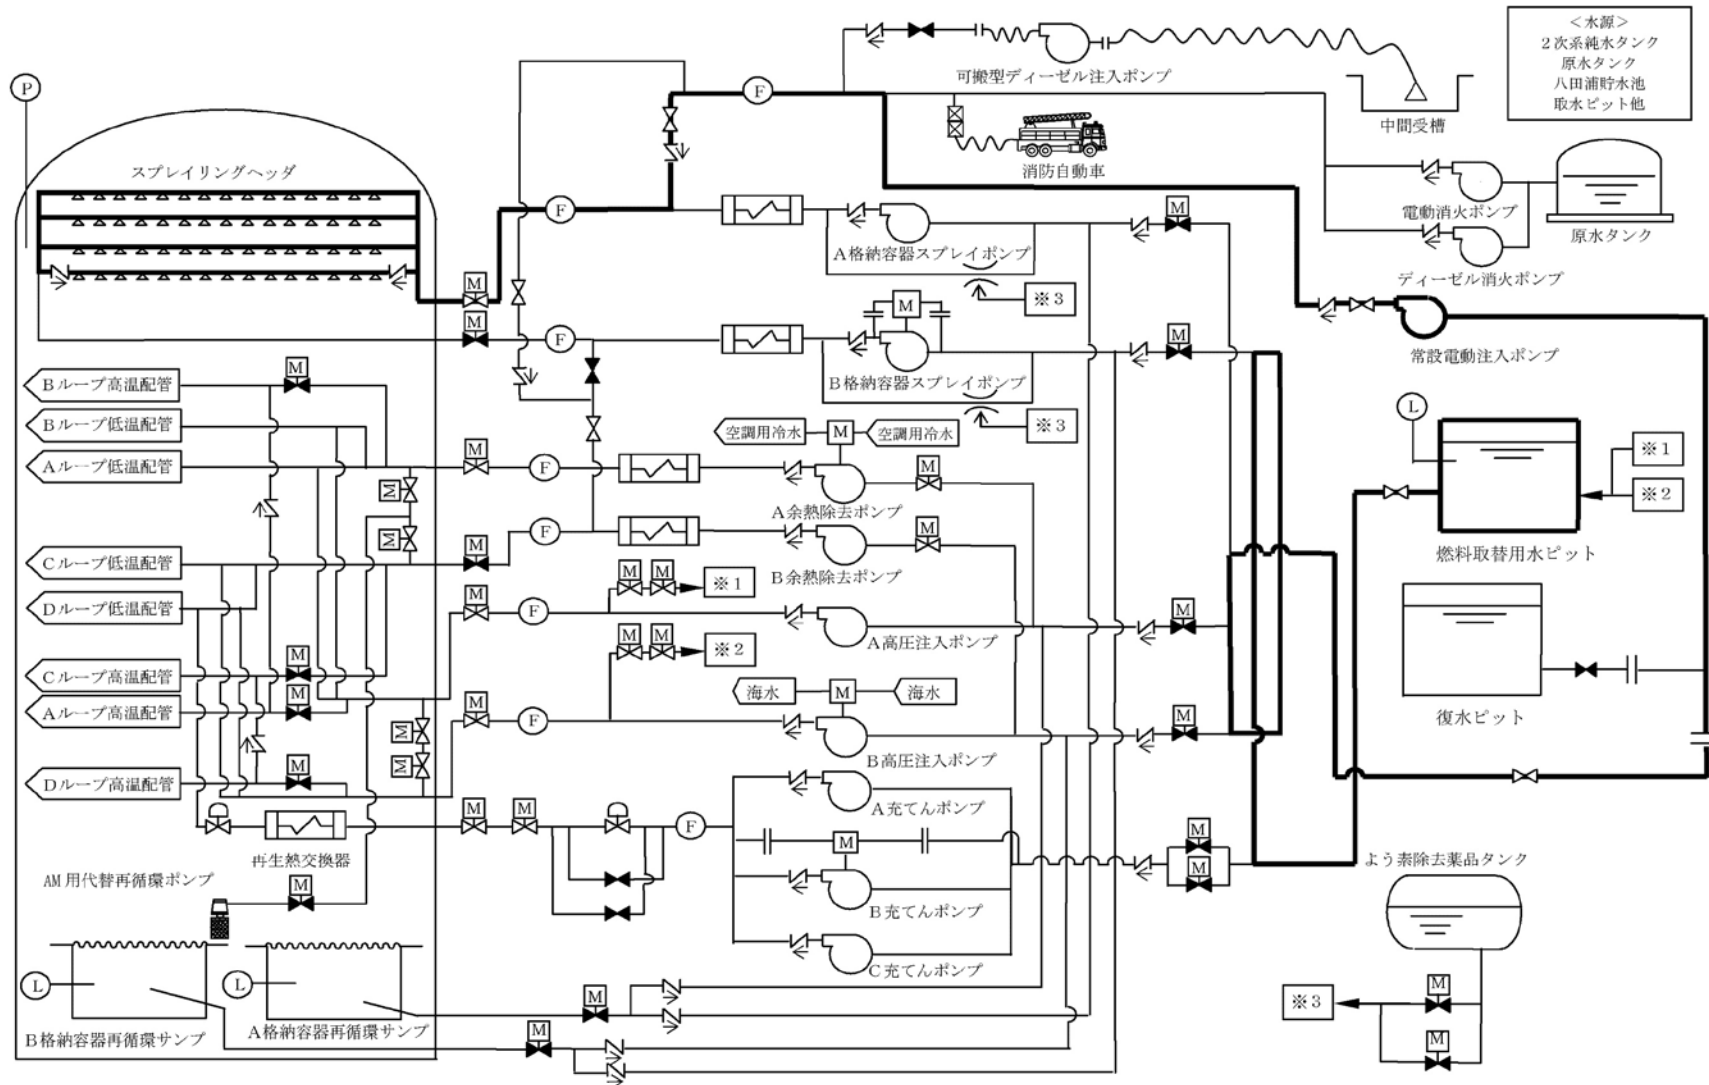 <水源>
2次系純水タンク
原水タンク
八田浦貯水池
取水ピット他
可搬型ディーゼル注入ポンプ
中間受槽
P
F
消防自動車
スプレイリングヘッダ
電動消火ポンプ
原水タンク
F
M
A格納容器スプレイポンプ
ディーゼル消火ポンプ
M
※3
M
M
F
M
常設電動注入ポンプ
B格納容器スプレイポンプ
Bループ高温配管
M
L
Bループ低温配管
※3
空調用冷水
M
空調用冷水
※1
Aループ低温配管
M
F
M
※2
M
A余熱除去ポンプ
M
F
M
M
燃料取替用水ピット
Cループ低温配管
B余熱除去ポンプ
M
M
※1
Dループ低温配管
M
F
M
A高圧注入ポンプ
M
M
※2
Cループ高温配管
M
海水
M
海水
Aループ高温配管
M
M
F
M
復水ピット
M
M
B高圧注入ポンプ
Dループ高温配管
M
A充てんポンプ
M
M
F
M
M
再生熱交換器
M
よう素除去薬品タンク
AM用代替再循環ポンプ
M
B充てんポンプ
C充てんポンプ
L
L
M
M
※3
A格納容器再循環サンプ
B格納容器再循環サンプ
M
M